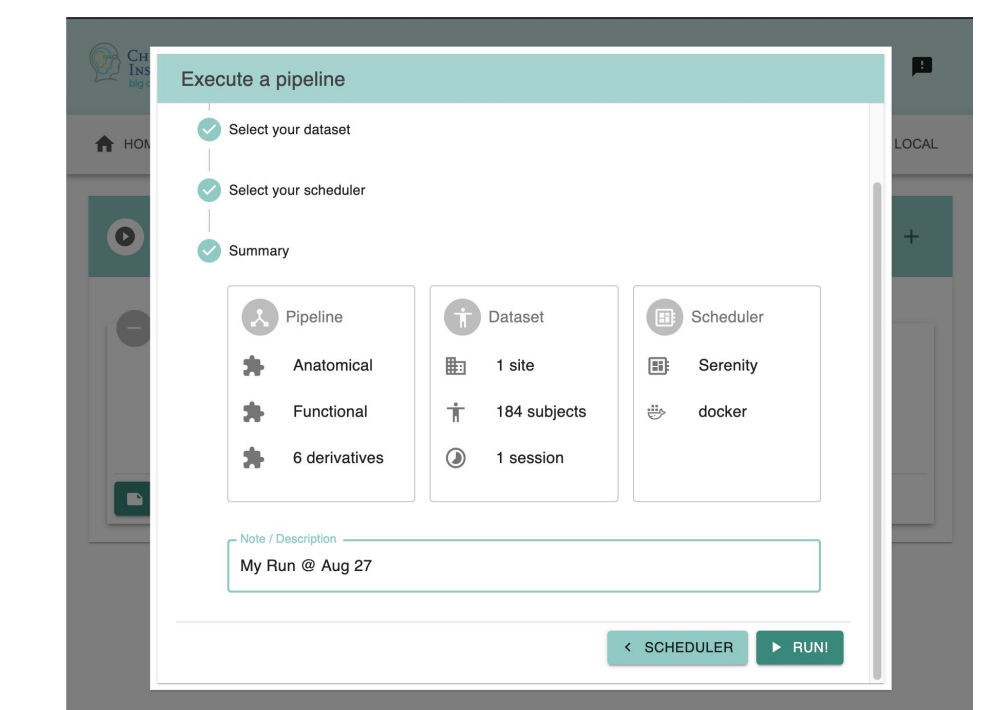 Execute a pipeline
HOM
LOCAL
Select your dataset
Select your scheduler
Summary
Pipeline
Anatomical
Functional
6 derivatives
Dataset
1 site
184 subjects
1 session
Scheduler
Serenity
docker
Note / Description
My Run @ Aug 27
SCHEDULER
RUN!